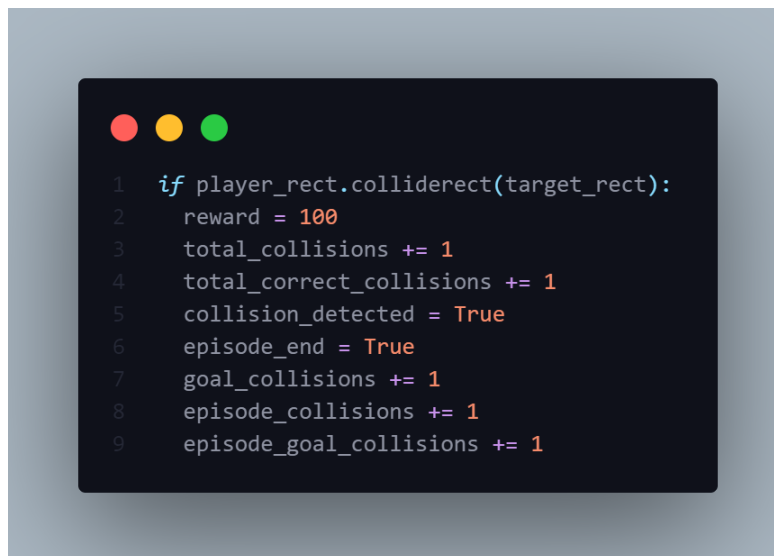 1 if player_rect.colliderect(target_rect):
2   reward = 100
3   total_collisions += 1
4   total_correct_collisions += 1
5   collision_detected = True
6   episode_end = True
7   goal_collisions += 1
8   episode_collisions += 1
9   episode_goal_collisions += 1